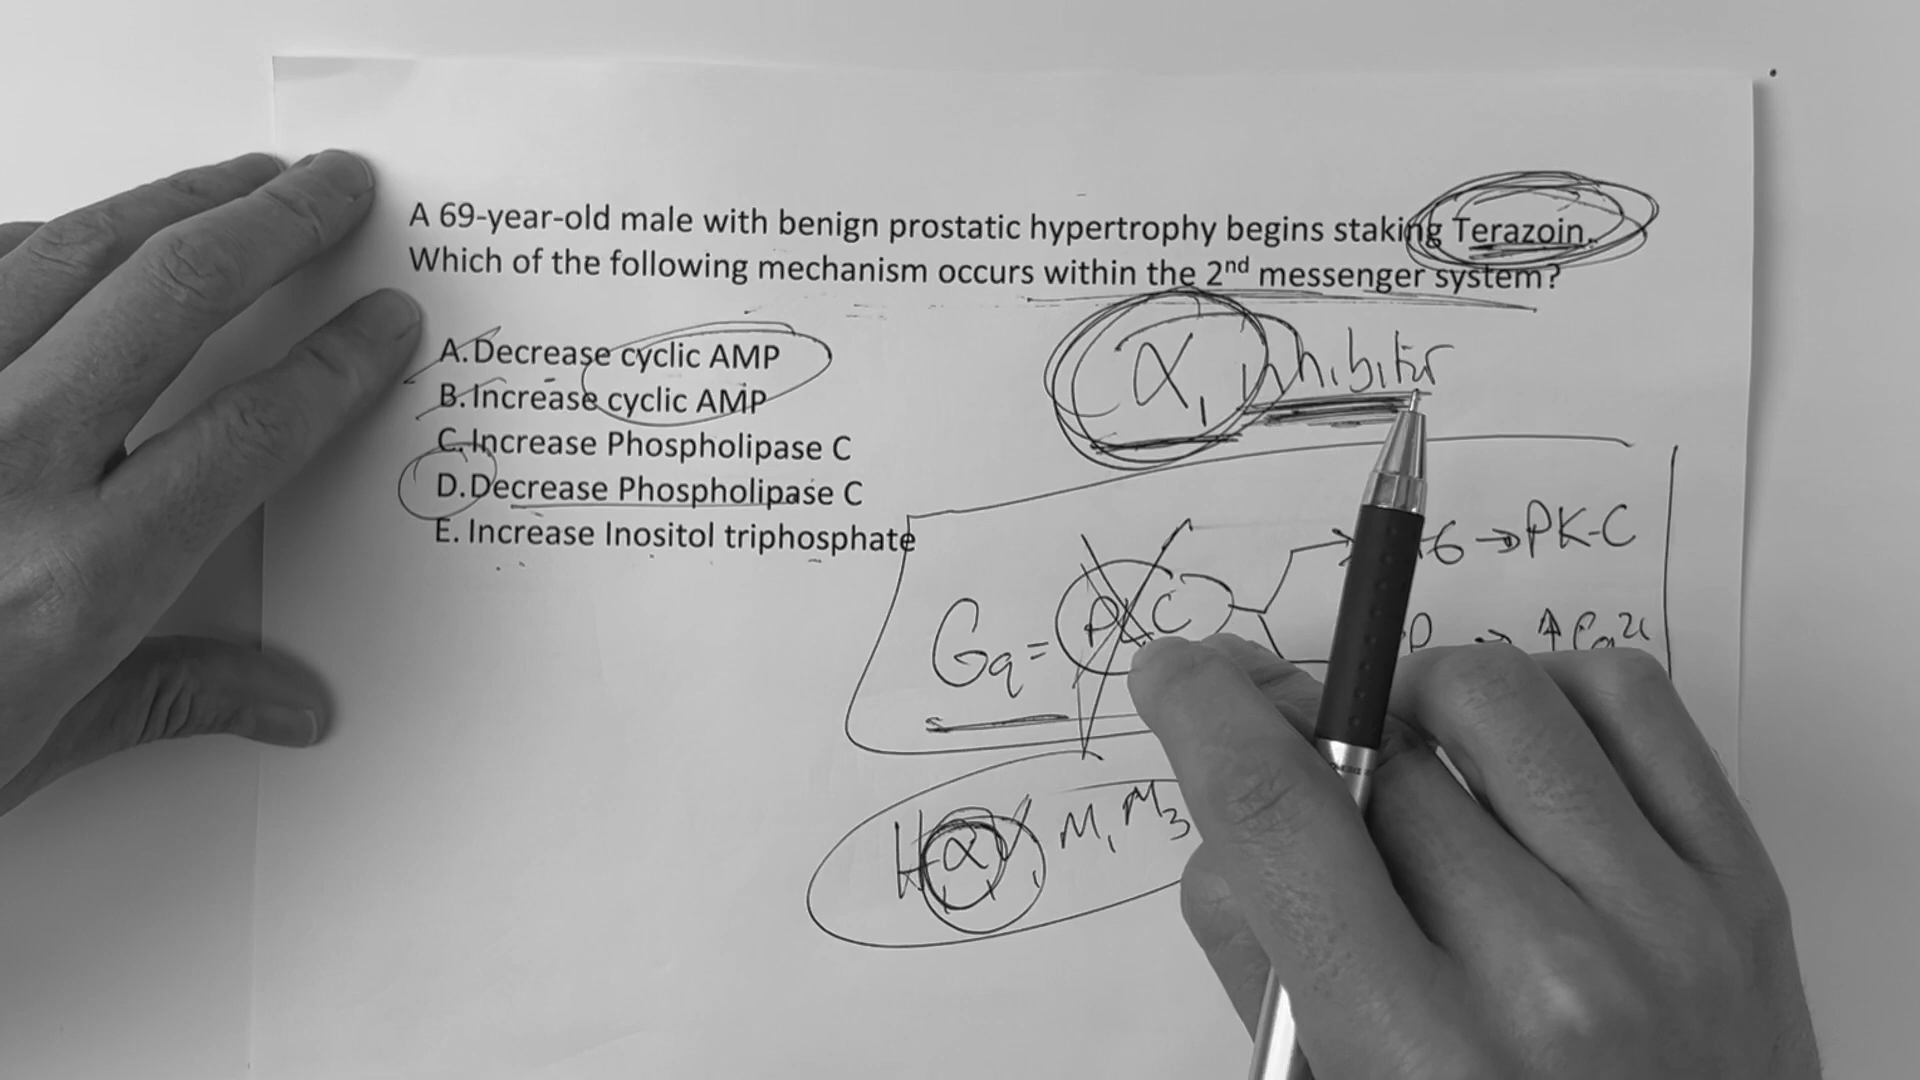 A 69-year-old male with benign prostatic hypertrophy begins staking Terazoin.
Which of the following mechanism occurs within the 2nd messenger system?
A. Decrease cyclic AMP
B. Increase cyclic AMP
C. Increase Phospholipase C
D. Decrease Phospholipase C
E. Increase Inositol triphosphate
α1 inhibitor
Gq = PLC
→ PK-C
→ ↑ Ca2+
H α V M1 M3